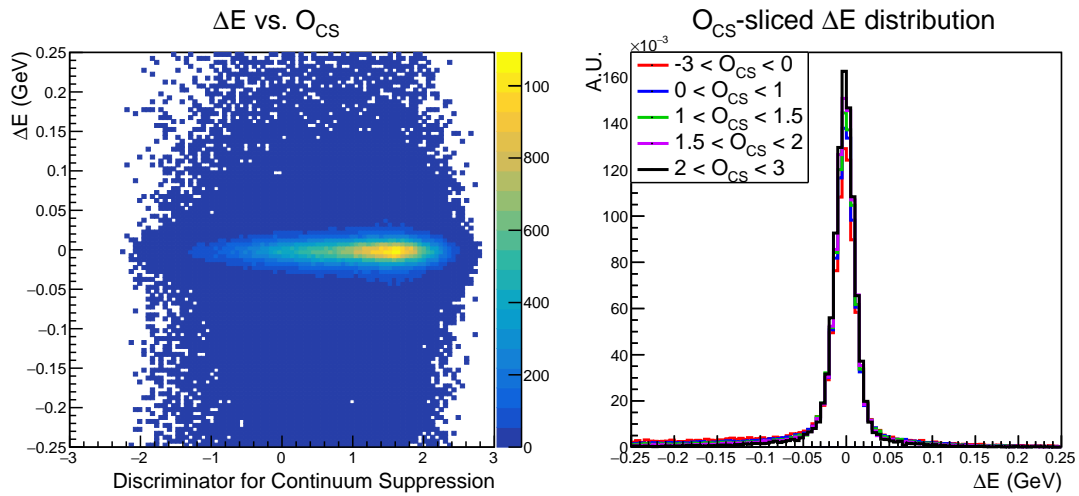 ΔE vs. O_CS
ΔE (GeV)
0.25
0.2
0.15
0.1
0.05
0
−0.05
−0.1
−0.15
−0.2
−0.25
−3 −2 −1 0 1 2 3
Discriminator for Continuum Suppression
100
800
600
400
200
0
O_CS-sliced ΔE distribution
×10⁻³
A.U.
160
140
120
100
80
60
40
20
0
-3 < O_CS < 0
0 < O_CS < 1
1 < O_CS < 1.5
1.5 < O_CS < 2
2 < O_CS < 3
−0.25 −0.2 −0.15 −0.1 −0.05 0 0.05 0.1 0.15 0.2 0.25
ΔE (GeV)